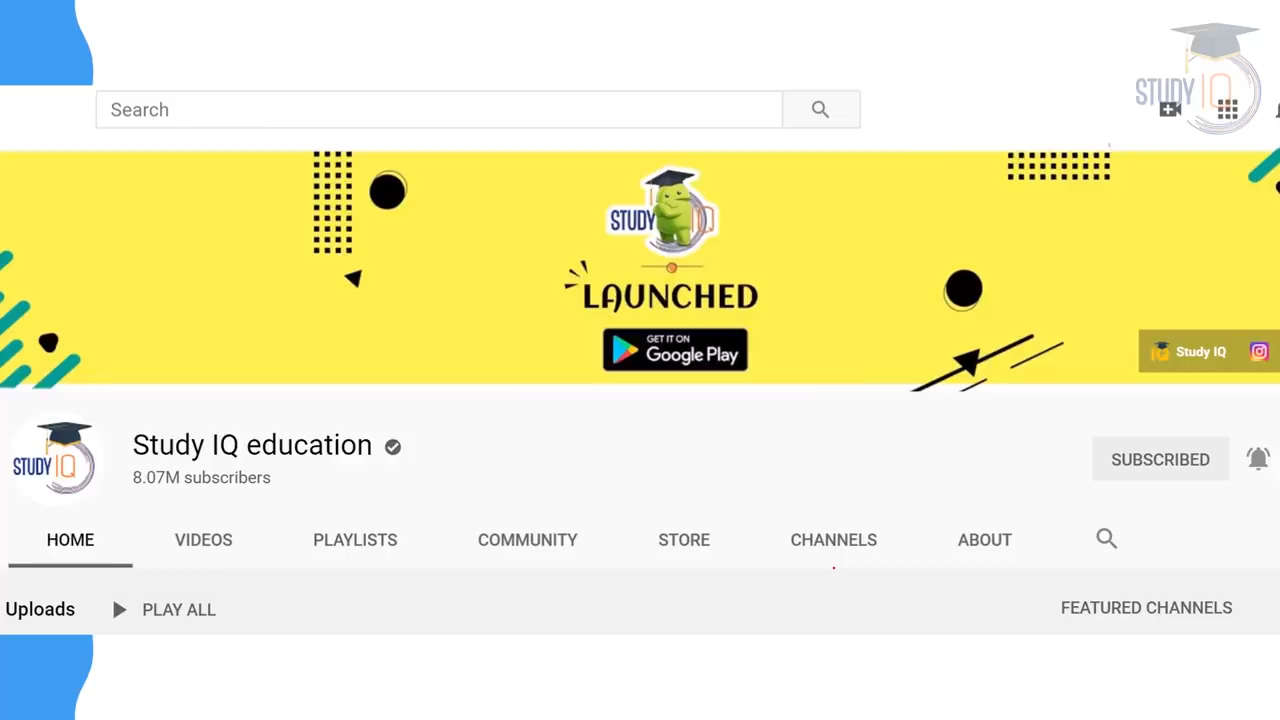 STUDY IQ
Search
STUDY IQ
LAUNCHED
GET IT ON
Google Play
Study IQ
STUDY IQ
Study IQ education
8.07M subscribers
SUBSCRIBED
HOME VIDEOS PLAYLISTS COMMUNITY STORE CHANNELS ABOUT
Uploads PLAY ALL FEATURED CHANNELS